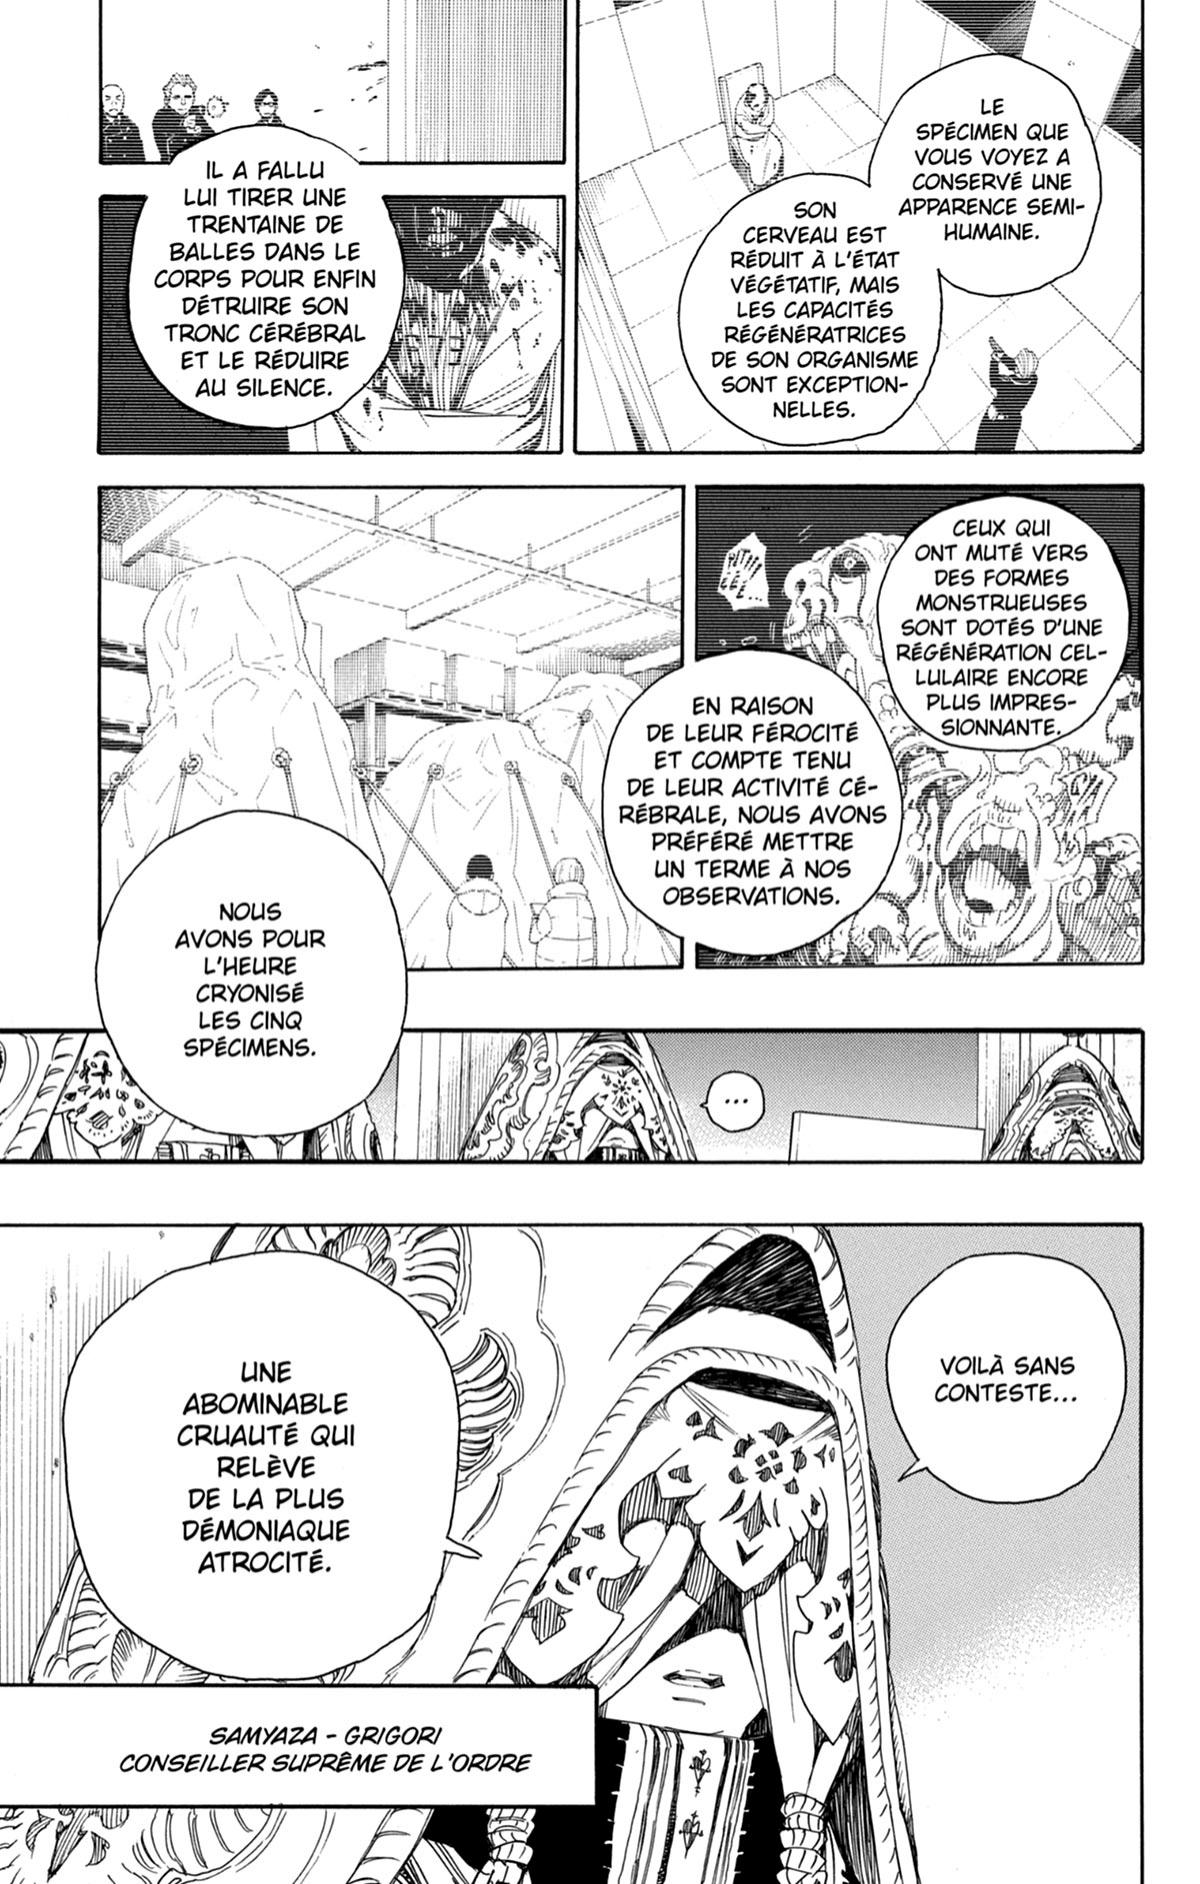 LE
SPÉCIMEN QUE
VOUS VOYEZ A
CONSERVÉ UNE
APPARENCE SEMI-
HUMAINE.
SON
CERVEAU EST
RÉDUIT À L'ÉTAT
VÉGÉTATIF, MAIS
LES CAPACITÉS
RÉGÉNÉRATRICES
DE SON ORGANISME
SONT EXCEPTION-
NELLES.
IL A FALLU
LUI TIRER UNE
TRENTAINE DE
BALLES DANS LE
CORPS POUR ENFIN
DÉTRUIRE SON
TRONC CÉRÉBRAL
ET LE RÉDUIRE
AU SILENCE.
CEUX QUI
ONT MUTÉ VERS
DES FORMES
MONSTRUEUSES
SONT DOTÉS D'UNE
RÉGÉNÉRATION CEL-
LULAIRE ENCORE
PLUS IMPRES-
SIONNANTE.
EN RAISON
DE LEUR FÉROCITÉ
ET COMPTE TENU
DE LEUR ACTIVITÉ CÉ-
RÉBRALE, NOUS AVONS
PRÉFÉRÉ METTRE
UN TERME À NOS
OBSERVATIONS.
NOUS
AVONS POUR
L'HEURE
CRYONISÉ
LES CINQ
SPÉCIMENS.
...
VOILÀ SANS
CONTESTE...
UNE
ABOMINABLE
CRUAUTÉ QUI
RELÈVE
DE LA PLUS
DÉMONIAQUE
ATROCITÉ.
SAMYAZA - GRIGORI
CONSEILLER SUPRÊME DE L'ORDRE